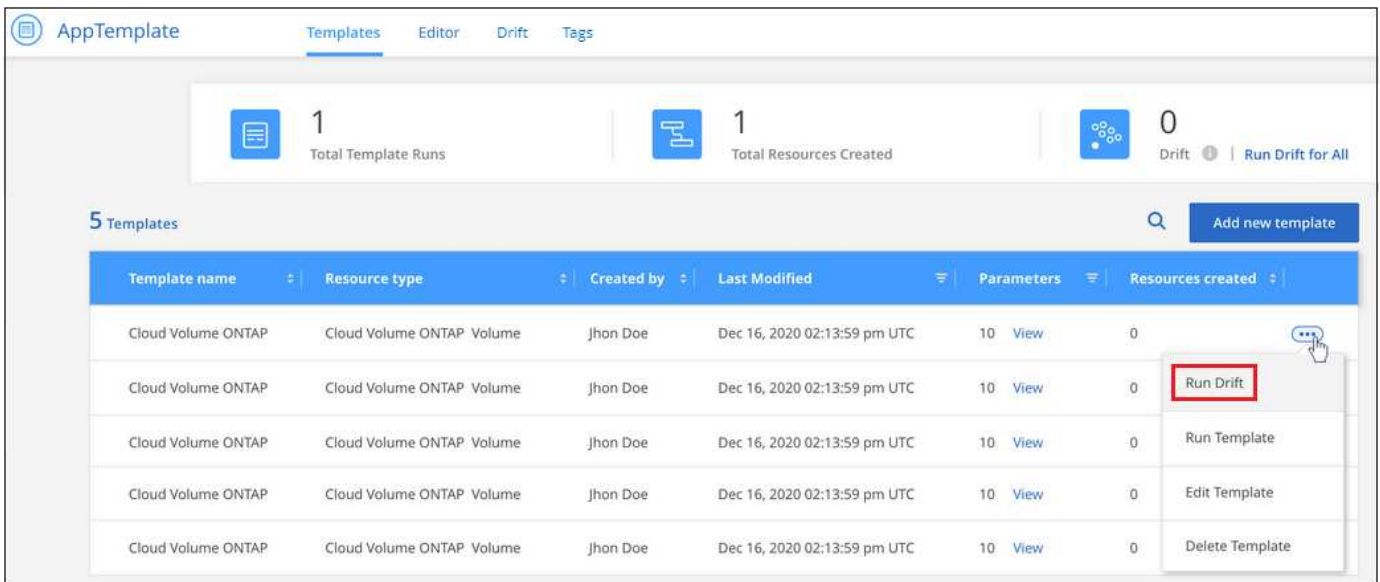 AppTemplate Templates Editor Drift Tags
1 1 0
Total Template Runs Total Resources Created Drift | Run Drift for All
5 Templates Add new template
Template name Resource type Created by Last Modified Parameters Resources created
Cloud Volume ONTAP Cloud Volume ONTAP Volume Jhon Doe Dec 16, 2020 02:13:59 pm UTC 10 View 0
Cloud Volume ONTAP Cloud Volume ONTAP Volume Jhon Doe Dec 16, 2020 02:13:59 pm UTC 10 View 0 Run Drift
Cloud Volume ONTAP Cloud Volume ONTAP Volume Jhon Doe Dec 16, 2020 02:13:59 pm UTC 10 View 0 Run Template
Cloud Volume ONTAP Cloud Volume ONTAP Volume Jhon Doe Dec 16, 2020 02:13:59 pm UTC 10 View 0 Edit Template
Cloud Volume ONTAP Cloud Volume ONTAP Volume Jhon Doe Dec 16, 2020 02:13:59 pm UTC 10 View 0 Delete Template